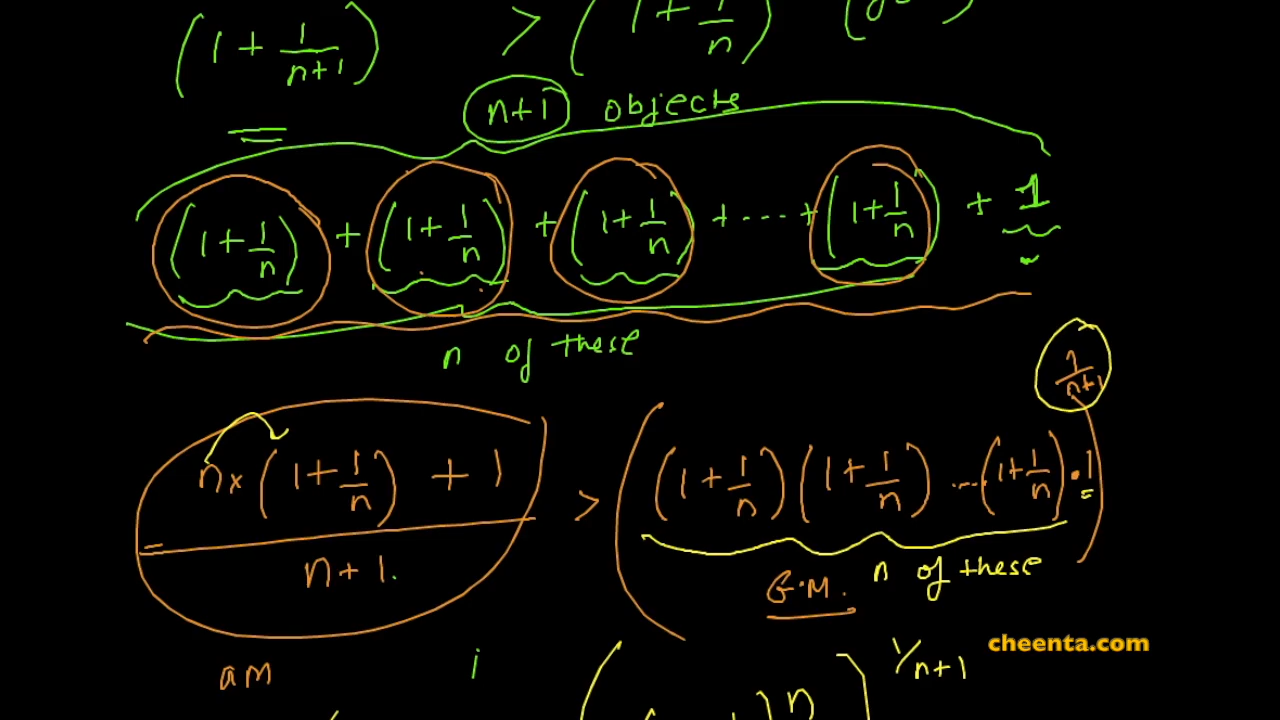 (1 + 1/(n+1)) > (1 + 1/n)
n+1 objects
(1 + 1/n) + (1 + 1/n) + (1 + 1/n) + ---- + (1 + 1/n) + 1
n of these
(n × (1 + 1/n) + 1)/(n + 1.) > ((1 + 1/n)(1 + 1/n) ....(1 + 1/n) . 1)^(1/(n+1))
G.M. n of these
cheenta.com
am
n 1/n+1